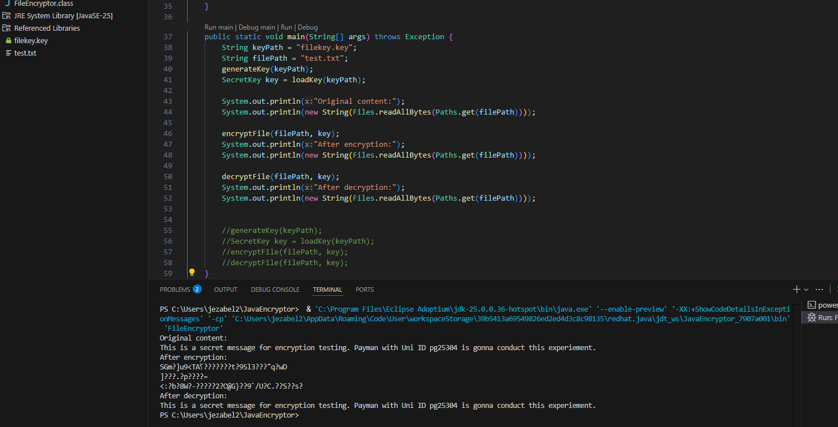 FileEncryptor.class
JRE System Library [JavaSE-25]
Referenced Libraries
filekey.key
test.txt
35 }
36
Run main | Debug main | Run | Debug
37 public static void main(String[] args) throws Exception {
38 String keyPath = "filekey.key";
39 String filePath = "test.txt";
40 generateKey(keyPath);
41 SecretKey key = loadKey(keyPath);
42
43 System.out.println(x:"Original content:");
44 System.out.println(new String(Files.readAllBytes(Paths.get(filePath))));
45
46 encryptFile(filePath, key);
47 System.out.println(x:"After encryption:");
48 System.out.println(new String(Files.readAllBytes(Paths.get(filePath))));
49
50 decryptFile(filePath, key);
51 System.out.println(x:"After decryption:");
52 System.out.println(new String(Files.readAllBytes(Paths.get(filePath))));
53
54
55 //generateKey(keyPath);
56 //SecretKey key = loadKey(keyPath);
57 //encryptFile(filePath, key);
58 //decryptFile(filePath, key);
59 }
PROBLEMS 2 OUTPUT DEBUG CONSOLE TERMINAL PORTS
PS C:\Users\jezabel2\JavaEncryptor> & 'C:\Program Files\Eclipse Adoptium\jdk-25.0.0.36-hotspot\bin\java.exe' '--enable-preview' '-XX:+ShowCodeDetailsInExcepti
onMessages' '-cp' 'C:\Users\jezabel2\AppData\Roaming\Code\User\workspaceStorage\39b5413a69549826ed2ed4d3c8c98135\redhat.java\jdt_ws\JavaEncryptor_7907a001\bin'
'FileEncryptor'
Original content:
This is a secret message for encryption testing. Payman with Uni ID pg25304 is gonna conduct this experiement.
After encryption:
]???.?p????=
After decryption:
This is a secret message for encryption testing. Payman with Uni ID pg25304 is gonna conduct this experiement.
PS C:\Users\jezabel2\JavaEncryptor>
power
Run: F